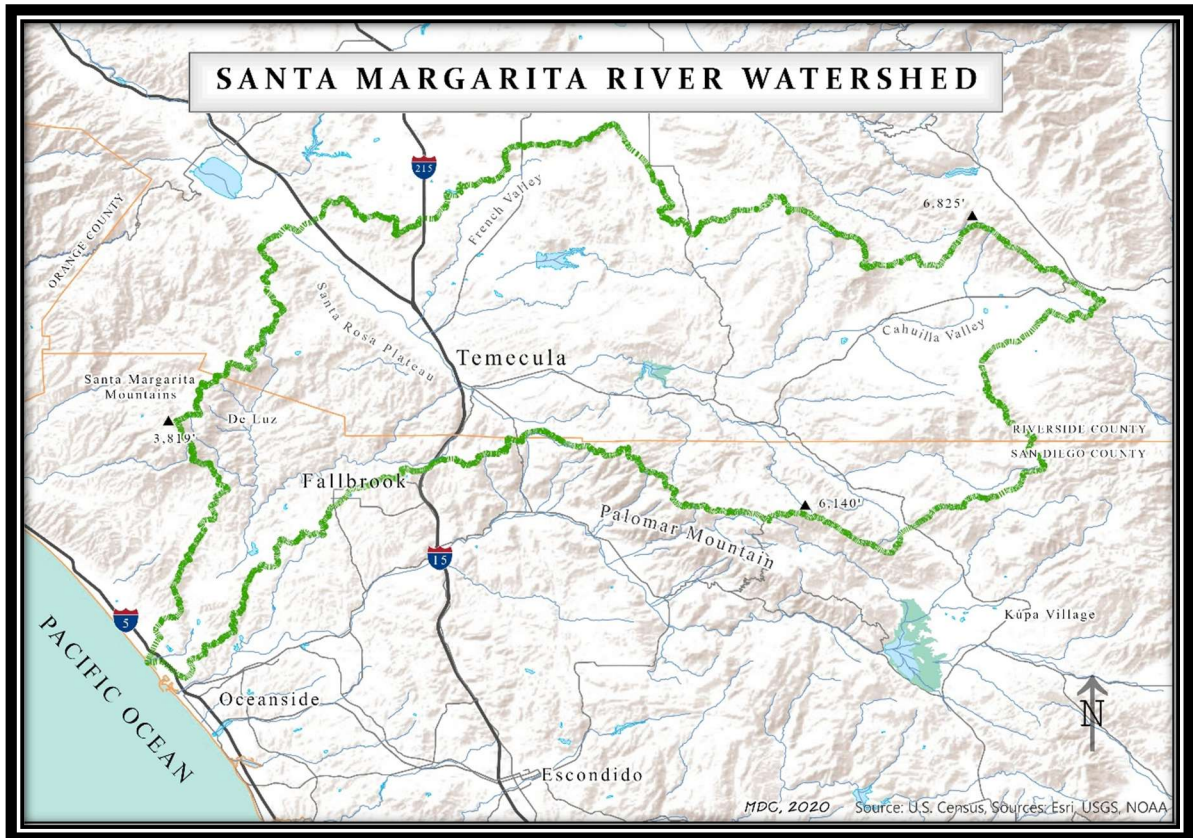 SANTA MARGARITA RIVER WATERSHED
215
6,825'
ORANGE COUNTY
French Valley
Santa Rosa Plateau
Cahuilla Valley
Temecula
Santa Margarita
Mountains
3,819'
De Luz
RIVERSIDE COUNTY
SAN DIEGO COUNTY
Fallbrook
6,140'
Palomar Mountain
15
5
Kúpa Village
PACIFIC OCEAN
Oceanside
N
Escondido
MDC, 2020
Source: U.S. Census, Sources: Esri, USGS, NOAA